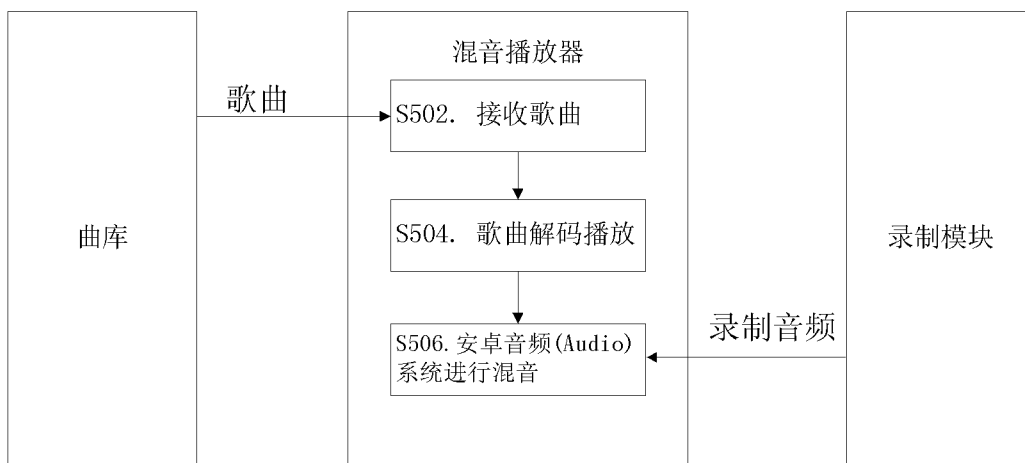 混音播放器
歌曲
S502. 接收歌曲
曲库
S504. 歌曲解码播放
录制模块
录制音频
S506.安卓音频(Audio)
系统进行混音